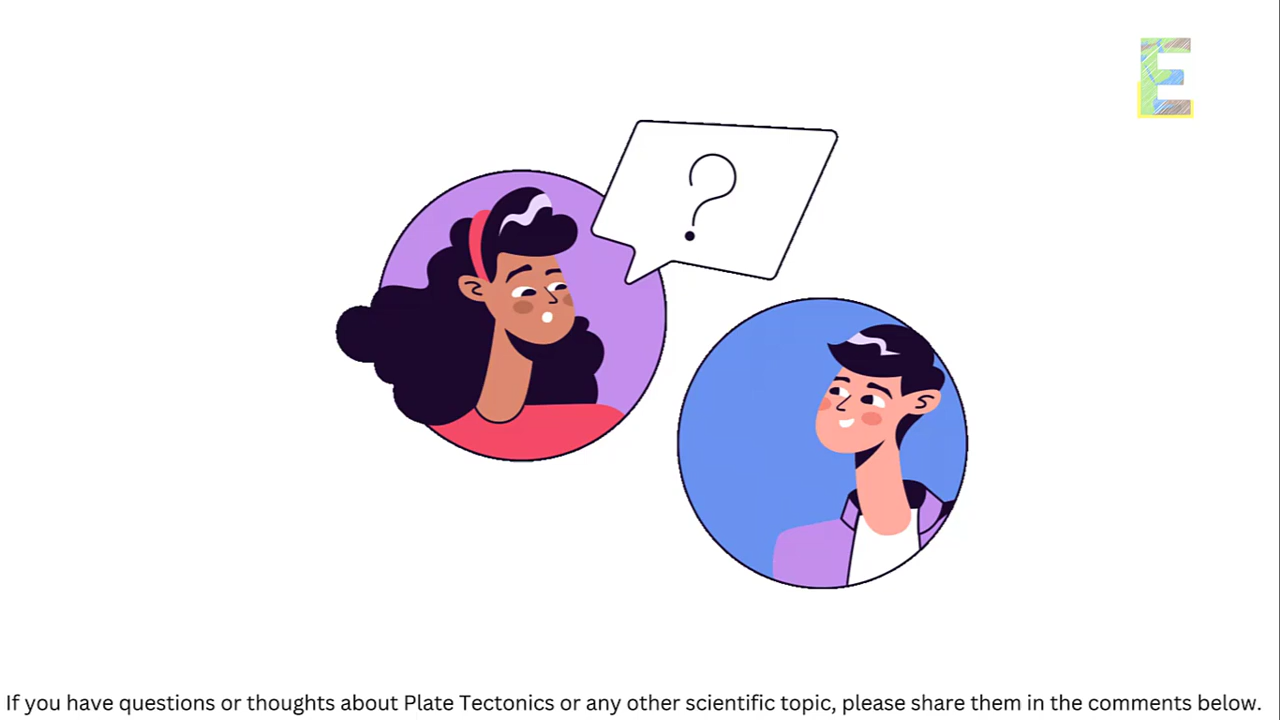 E
?
If you have questions or thoughts about Plate Tectonics or any other scientific topic, please share them in the comments below.